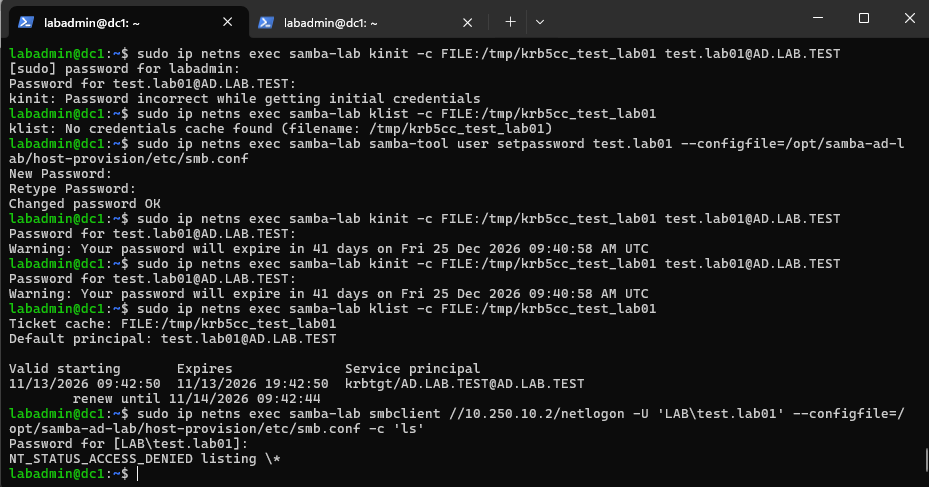 labadmin@dc1: ~
labadmin@dc1: ~
labadmin@dc1:~$ sudo ip netns exec samba-lab kinit -c FILE:/tmp/krb5cc_test_lab01 test.lab01@AD.LAB.TEST
[sudo] password for labadmin:
Password for test.lab01@AD.LAB.TEST:
kinit: Password incorrect while getting initial credentials
labadmin@dc1:~$ sudo ip netns exec samba-lab klist -c FILE:/tmp/krb5cc_test_lab01
klist: No credentials cache found (filename: /tmp/krb5cc_test_lab01)
labadmin@dc1:~$ sudo ip netns exec samba-lab samba-tool user setpassword test.lab01 --configfile=/opt/samba-ad-l
ab/host-provision/etc/smb.conf
New Password:
Retype Password:
Changed password OK
labadmin@dc1:~$ sudo ip netns exec samba-lab kinit -c FILE:/tmp/krb5cc_test_lab01 test.lab01@AD.LAB.TEST
Password for test.lab01@AD.LAB.TEST:
Warning: Your password will expire in 41 days on Fri 25 Dec 2026 09:40:58 AM UTC
labadmin@dc1:~$ sudo ip netns exec samba-lab kinit -c FILE:/tmp/krb5cc_test_lab01 test.lab01@AD.LAB.TEST
Password for test.lab01@AD.LAB.TEST:
Warning: Your password will expire in 41 days on Fri 25 Dec 2026 09:40:58 AM UTC
labadmin@dc1:~$ sudo ip netns exec samba-lab klist -c FILE:/tmp/krb5cc_test_lab01
Ticket cache: FILE:/tmp/krb5cc_test_lab01
Default principal: test.lab01@AD.LAB.TEST

Valid starting       Expires              Service principal
11/13/2026 09:42:50  11/13/2026 19:42:50  krbtgt/AD.LAB.TEST@AD.LAB.TEST
        renew until 11/14/2026 09:42:44
labadmin@dc1:~$ sudo ip netns exec samba-lab smbclient //10.250.10.2/netlogon -U 'LAB\test.lab01' --configfile=/
opt/samba-ad-lab/host-provision/etc/smb.conf -c 'ls'
Password for [LAB\test.lab01]:
NT_STATUS_ACCESS_DENIED listing \*
labadmin@dc1:~$